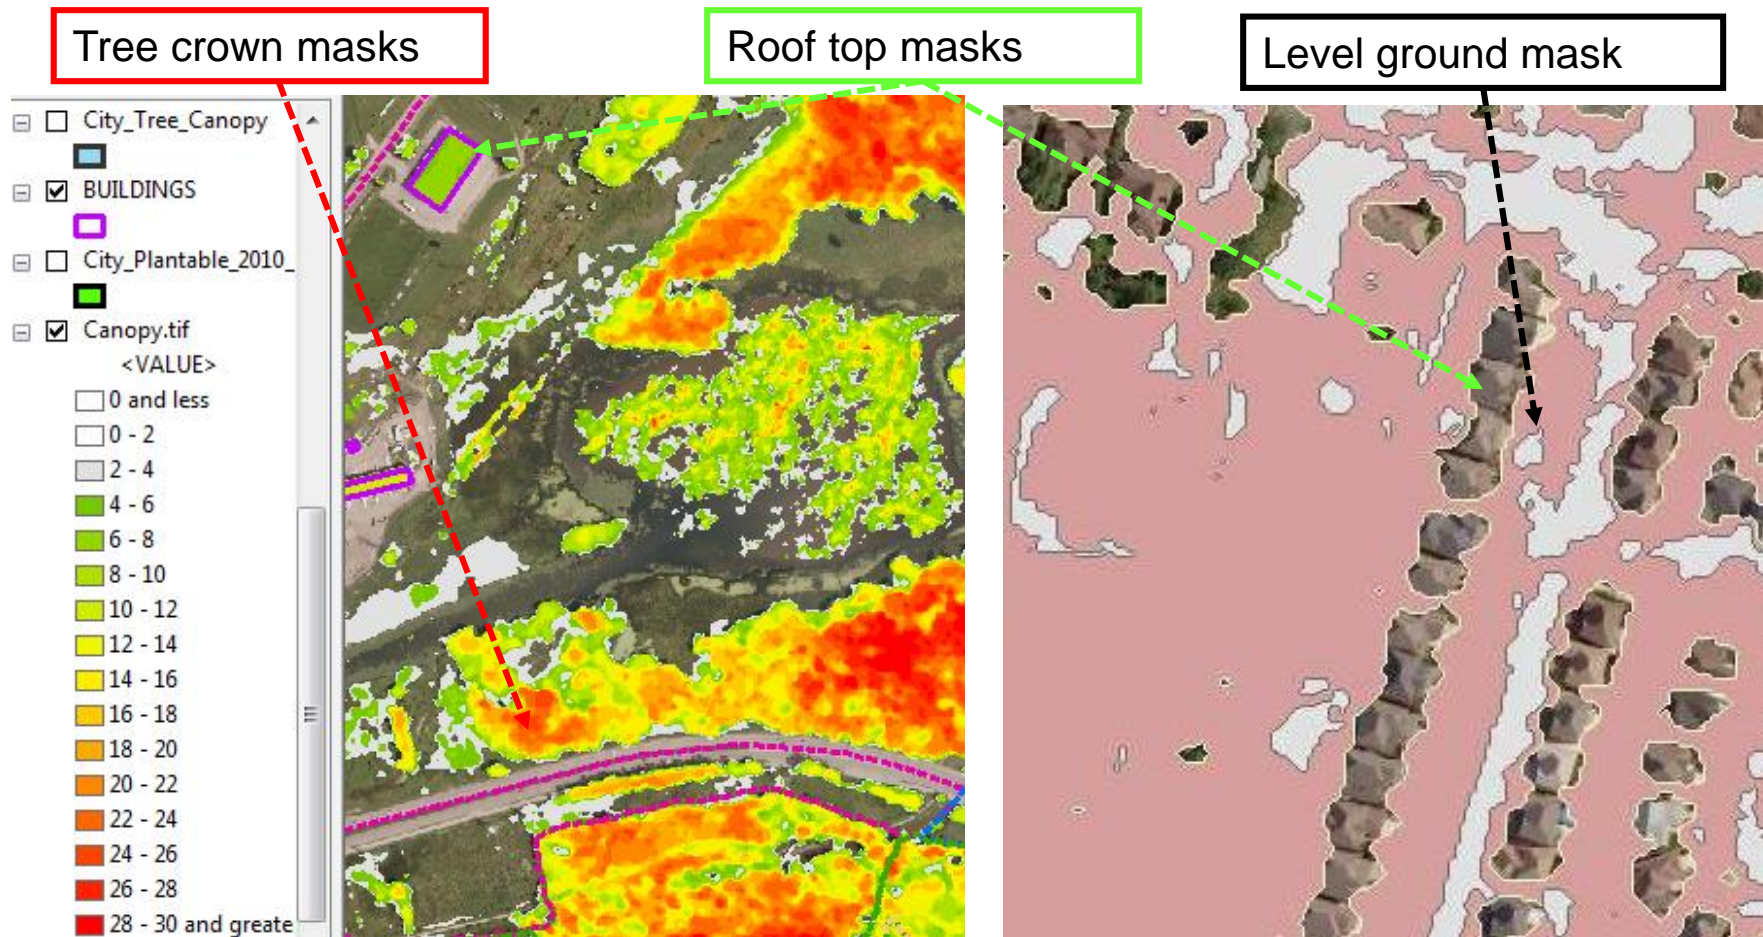 Tree crown masks
Roof top masks
Level ground mask
City_Tree_Canopy
BUILDINGS
City_Plantable_2010_
Canopy.tif
<VALUE>
0 and less
0 - 2
2 - 4
4 - 6
6 - 8
8 - 10
10 - 12
12 - 14
14 - 16
16 - 18
18 - 20
20 - 22
22 - 24
24 - 26
26 - 28
28 - 30 and greate